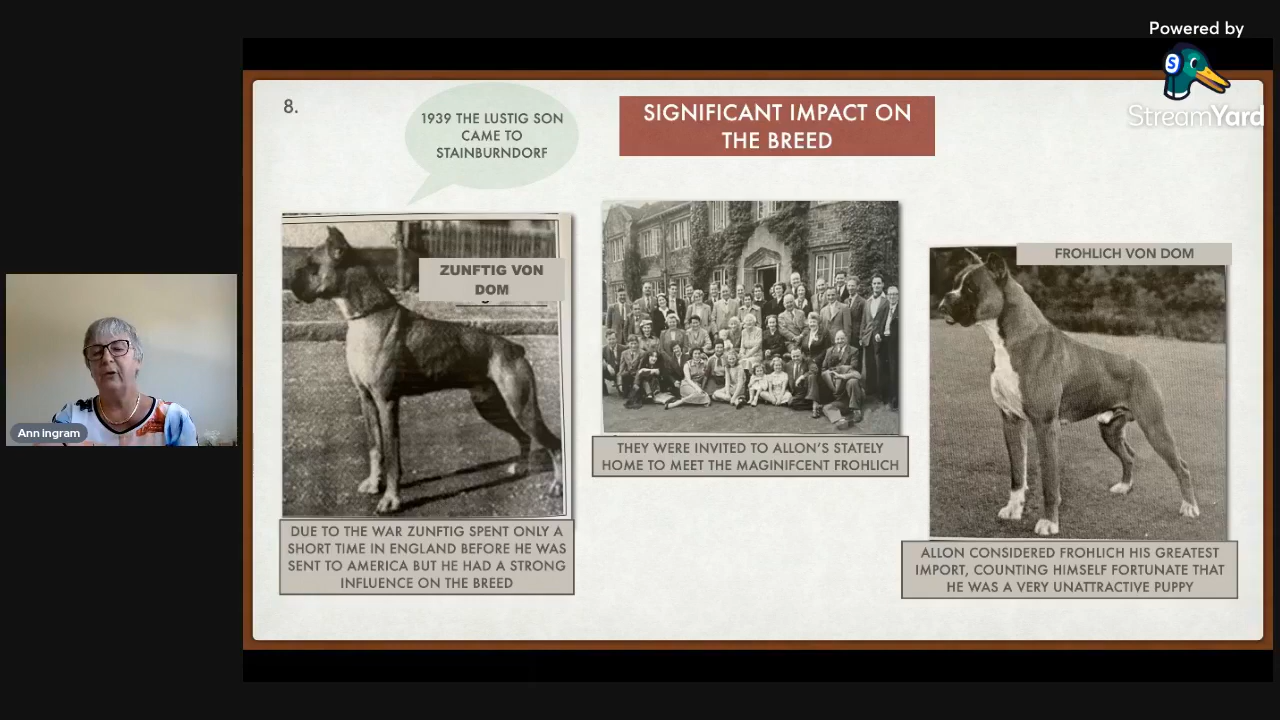 Powered by
StreamYard
8.
1939 THE LUSTIG SON
CAME TO
STAINBURNDORF
SIGNIFICANT IMPACT ON
THE BREED
ZUNFTIG VON
DOM
FROHLICH VON DOM
THEY WERE INVITED TO ALLON'S STATELY
HOME TO MEET THE MAGINIFCENT FROHLICH
DUE TO THE WAR ZUNFTIG SPENT ONLY A
SHORT TIME IN ENGLAND BEFORE HE WAS
SENT TO AMERICA BUT HE HAD A STRONG
INFLUENCE ON THE BREED
ALLON CONSIDERED FROHLICH HIS GREATEST
IMPORT, COUNTING HIMSELF FORTUNATE THAT
HE WAS A VERY UNATTRACTIVE PUPPY
Ann Ingram